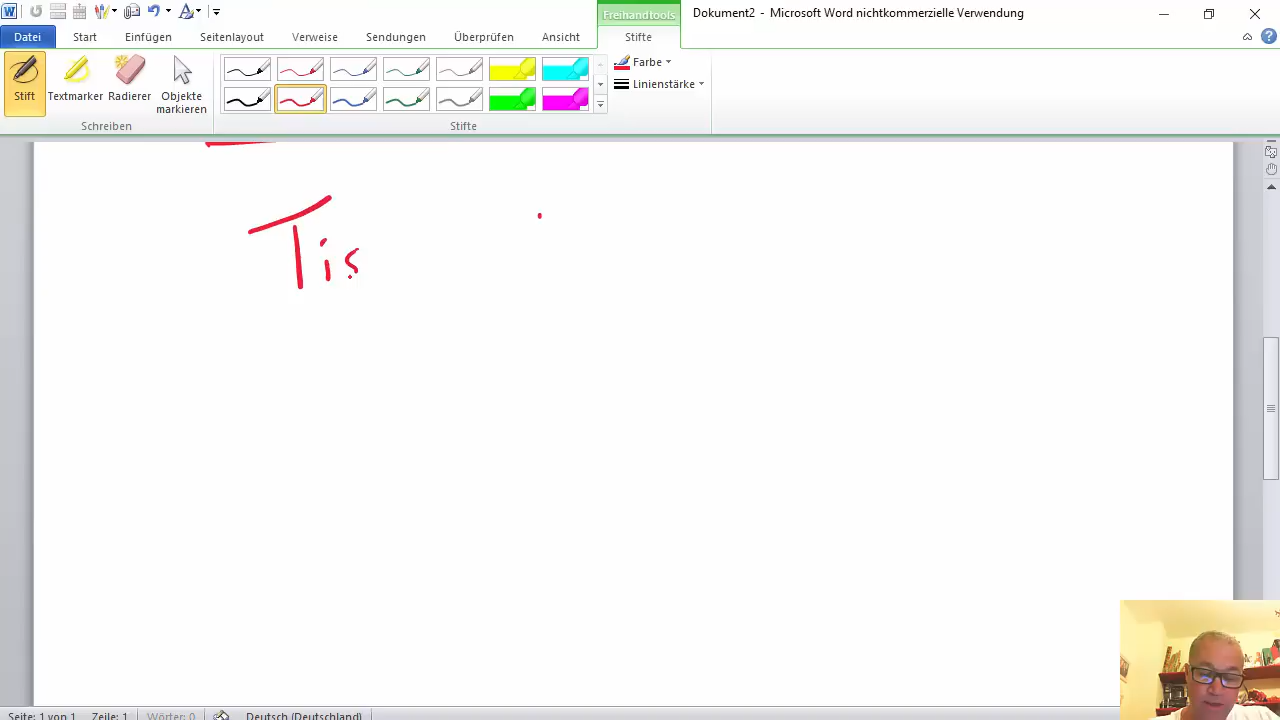 Freihandtools
Dokument2 - Microsoft Word nichtkommerzielle Verwendung
Datei Start Einfügen Seitenlayout Verweise Sendungen Überprüfen Ansicht Stifte
Stift Textmarker Radierer Objekte markieren
Farbe
Linienstärke
Schreiben Stifte
Tis
Seite: 1 von 1 Zeile: 1 Wörter: 0 Deutsch (Deutschland)